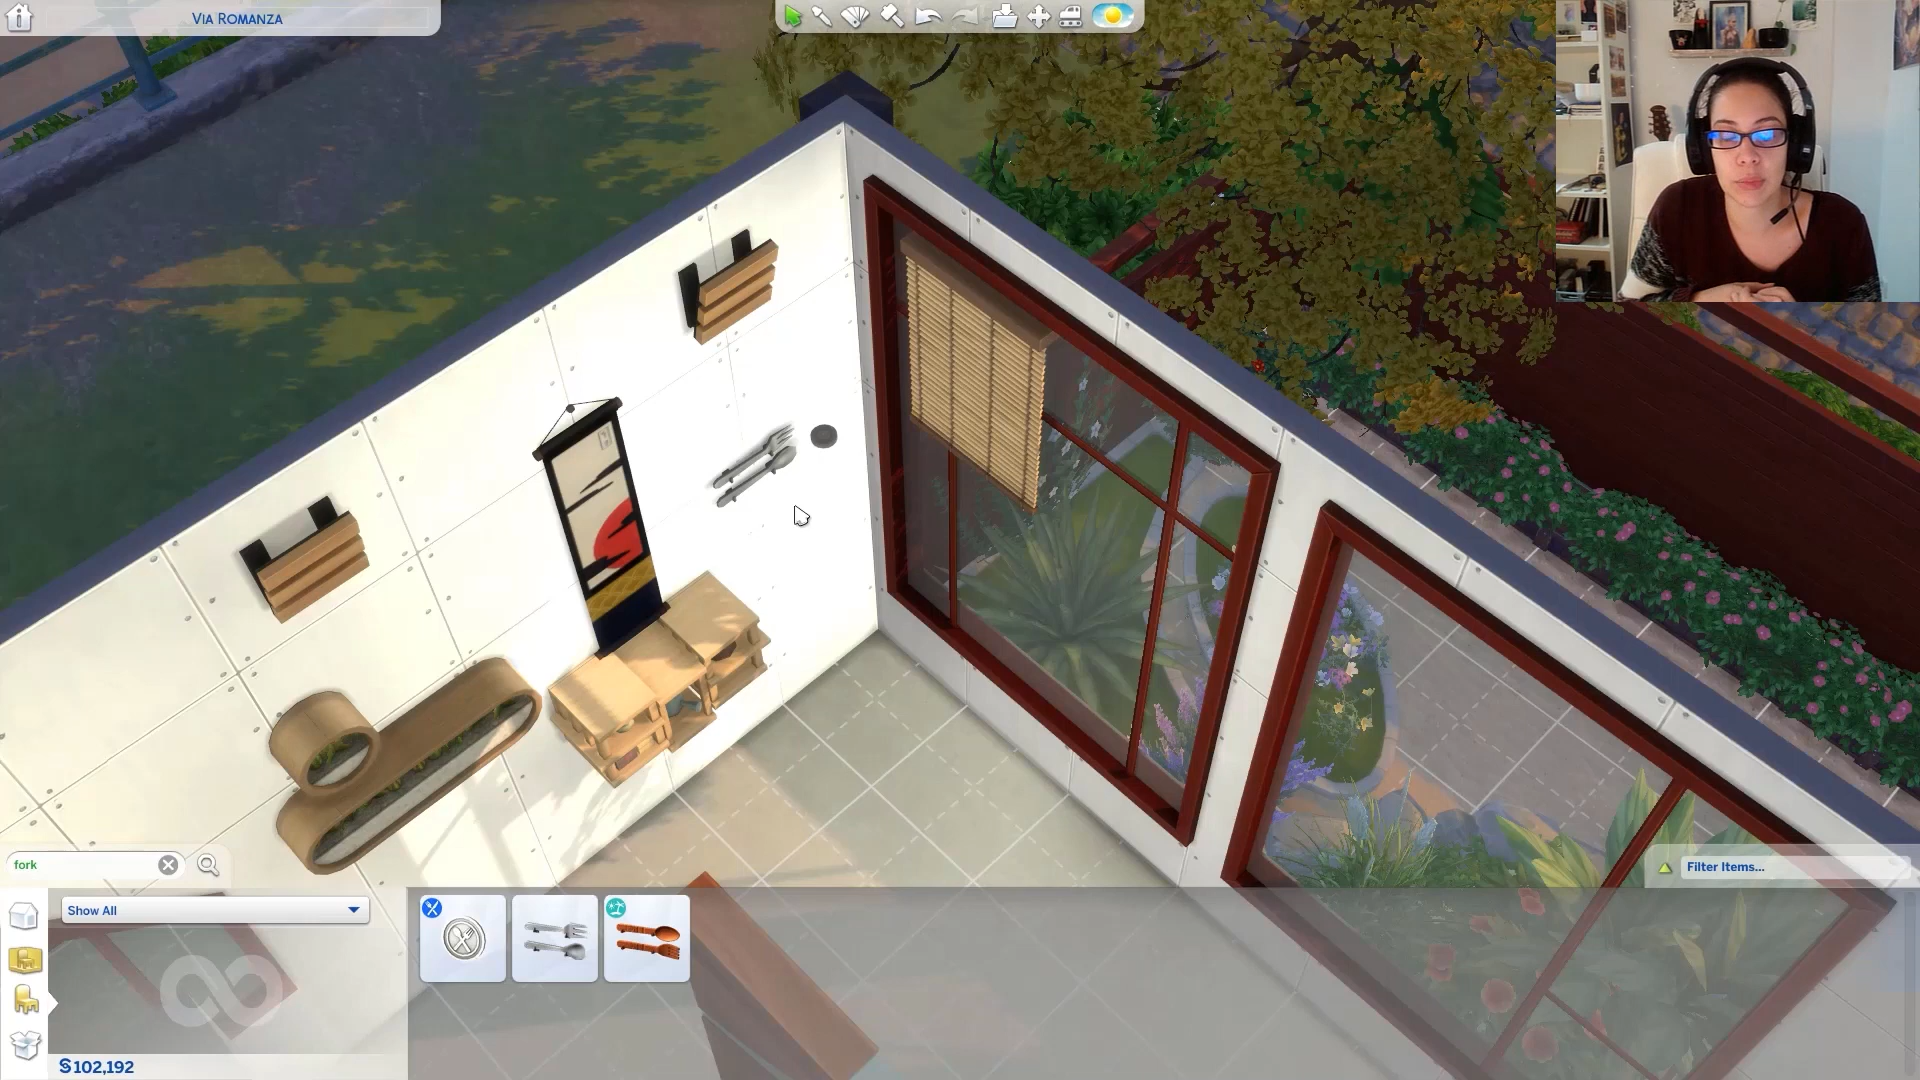 VIA ROMANZA
fork
Filter Items...
Show All
§102,192